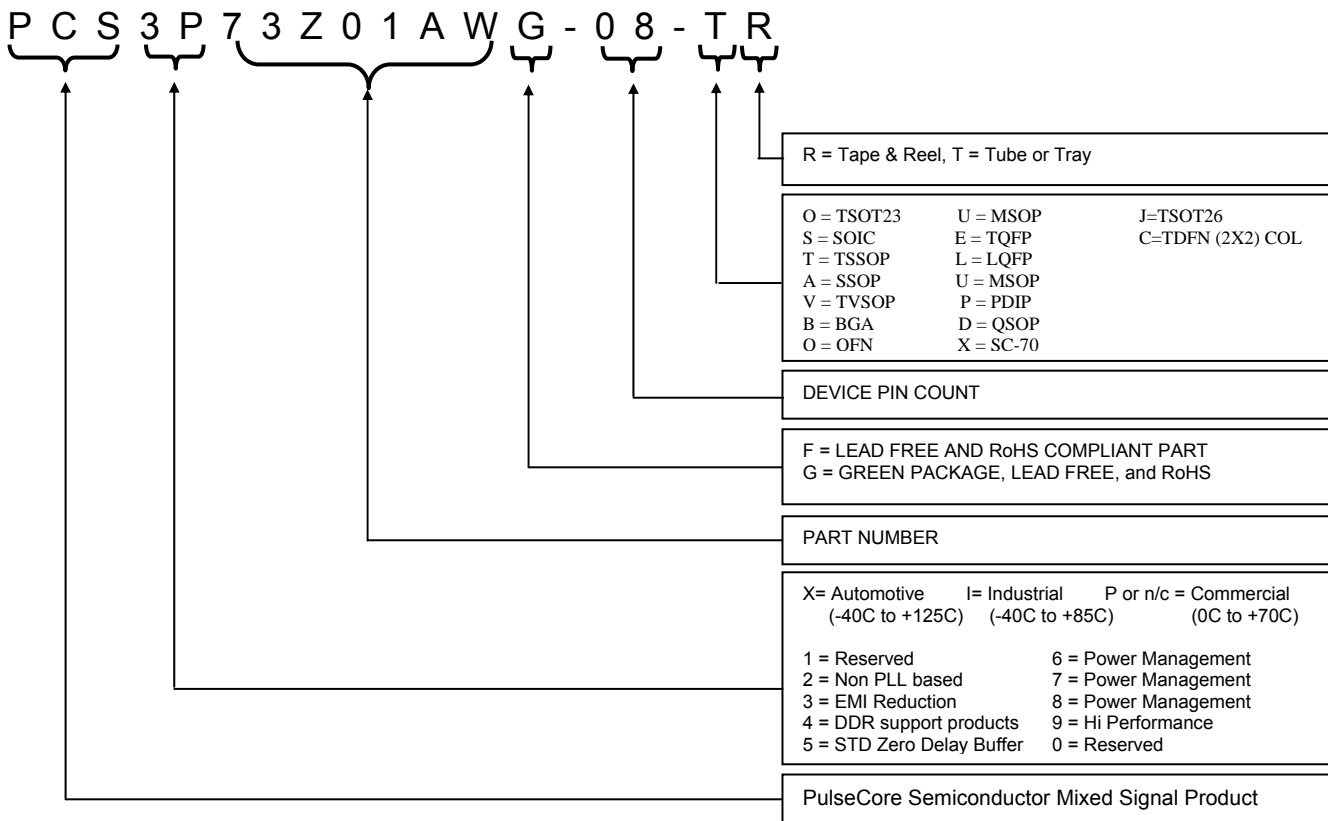 P C S 3 P 7 3 Z 0 1 A W G - 0 8 - T R
R = Tape & Reel, T = Tube or Tray
O = TSOT23 U = MSOP J=TSOT26
S = SOIC E = TQFP C=TDFN (2X2) COL
T = TSSOP L = LQFP
A = SSOP U = MSOP
V = TVSOP P = PDIP
B = BGA D = QSOP
O = OFN X = SC-70
DEVICE PIN COUNT
F = LEAD FREE AND RoHS COMPLIANT PART
G = GREEN PACKAGE, LEAD FREE, and RoHS
PART NUMBER
X= Automotive I= Industrial P or n/c = Commercial
(-40C to +125C) (-40C to +85C) (0C to +70C)
1 = Reserved 6 = Power Management
2 = Non PLL based 7 = Power Management
3 = EMI Reduction 8 = Power Management
4 = DDR support products 9 = Hi Performance
5 = STD Zero Delay Buffer 0 = Reserved
PulseCore Semiconductor Mixed Signal Product